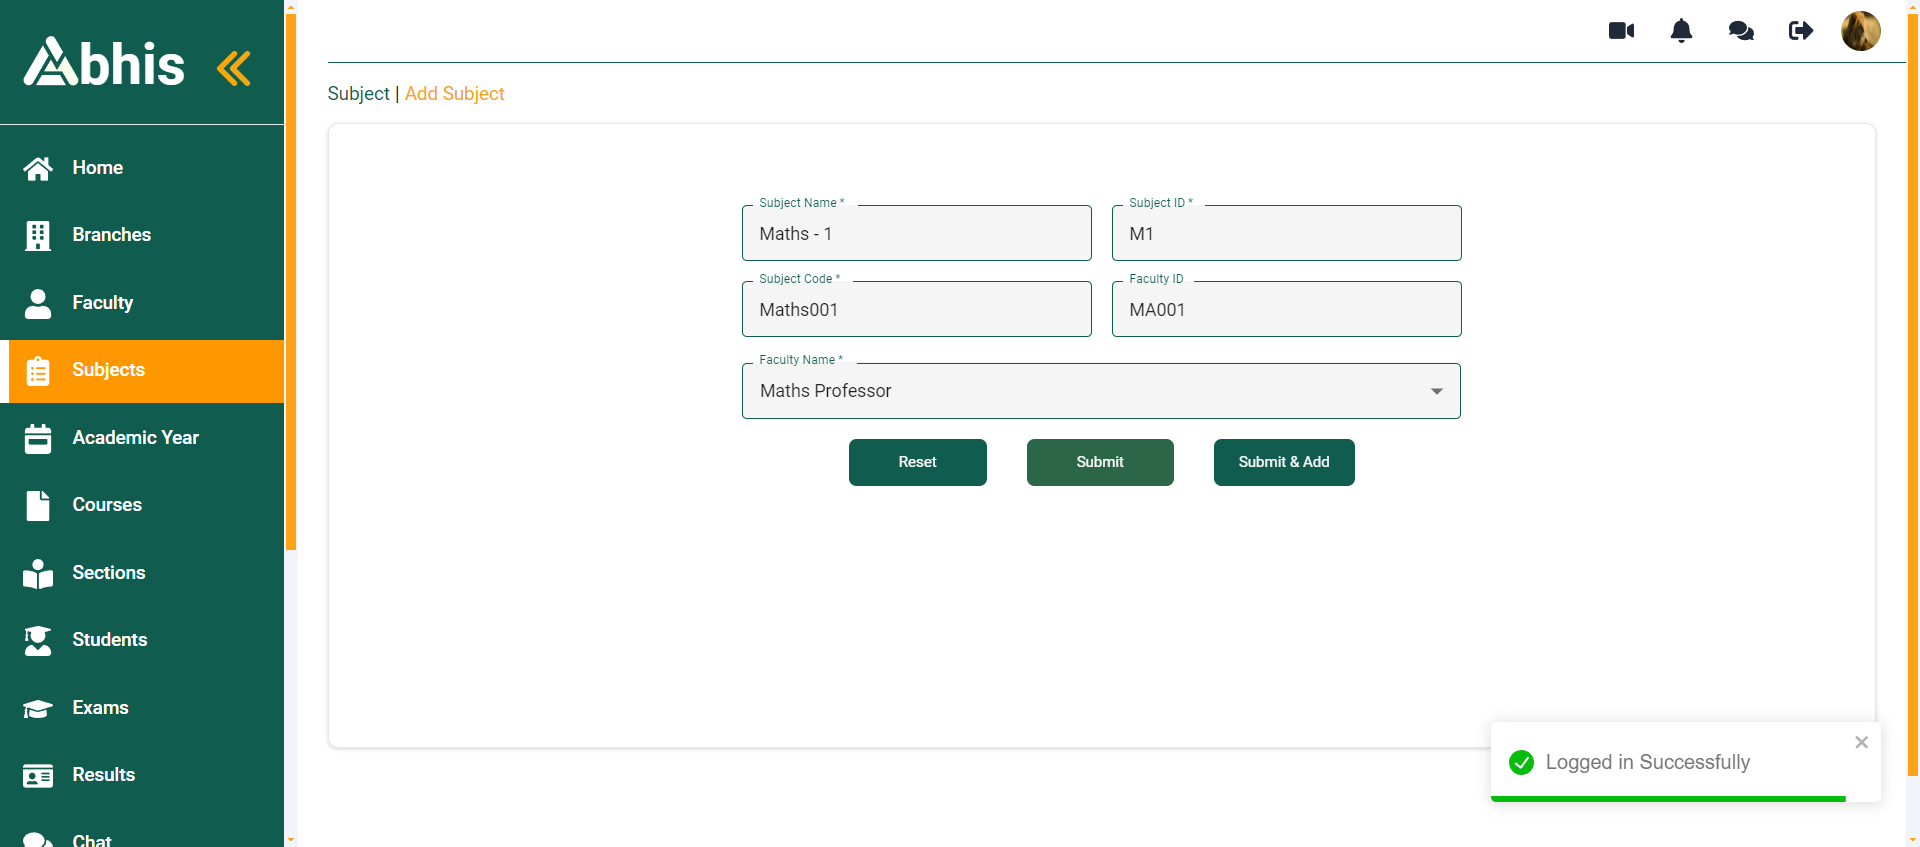 Abhis
Home
Branches
Faculty
Subjects
Academic Year
Courses
Sections
Students
Exams
Results
Chat
Subject | Add Subject
Subject Name *
Maths - 1
Subject ID *
M1
Subject Code *
Maths001
Faculty ID
MA001
Faculty Name *
Maths Professor
Reset
Submit
Submit & Add
Logged in Successfully